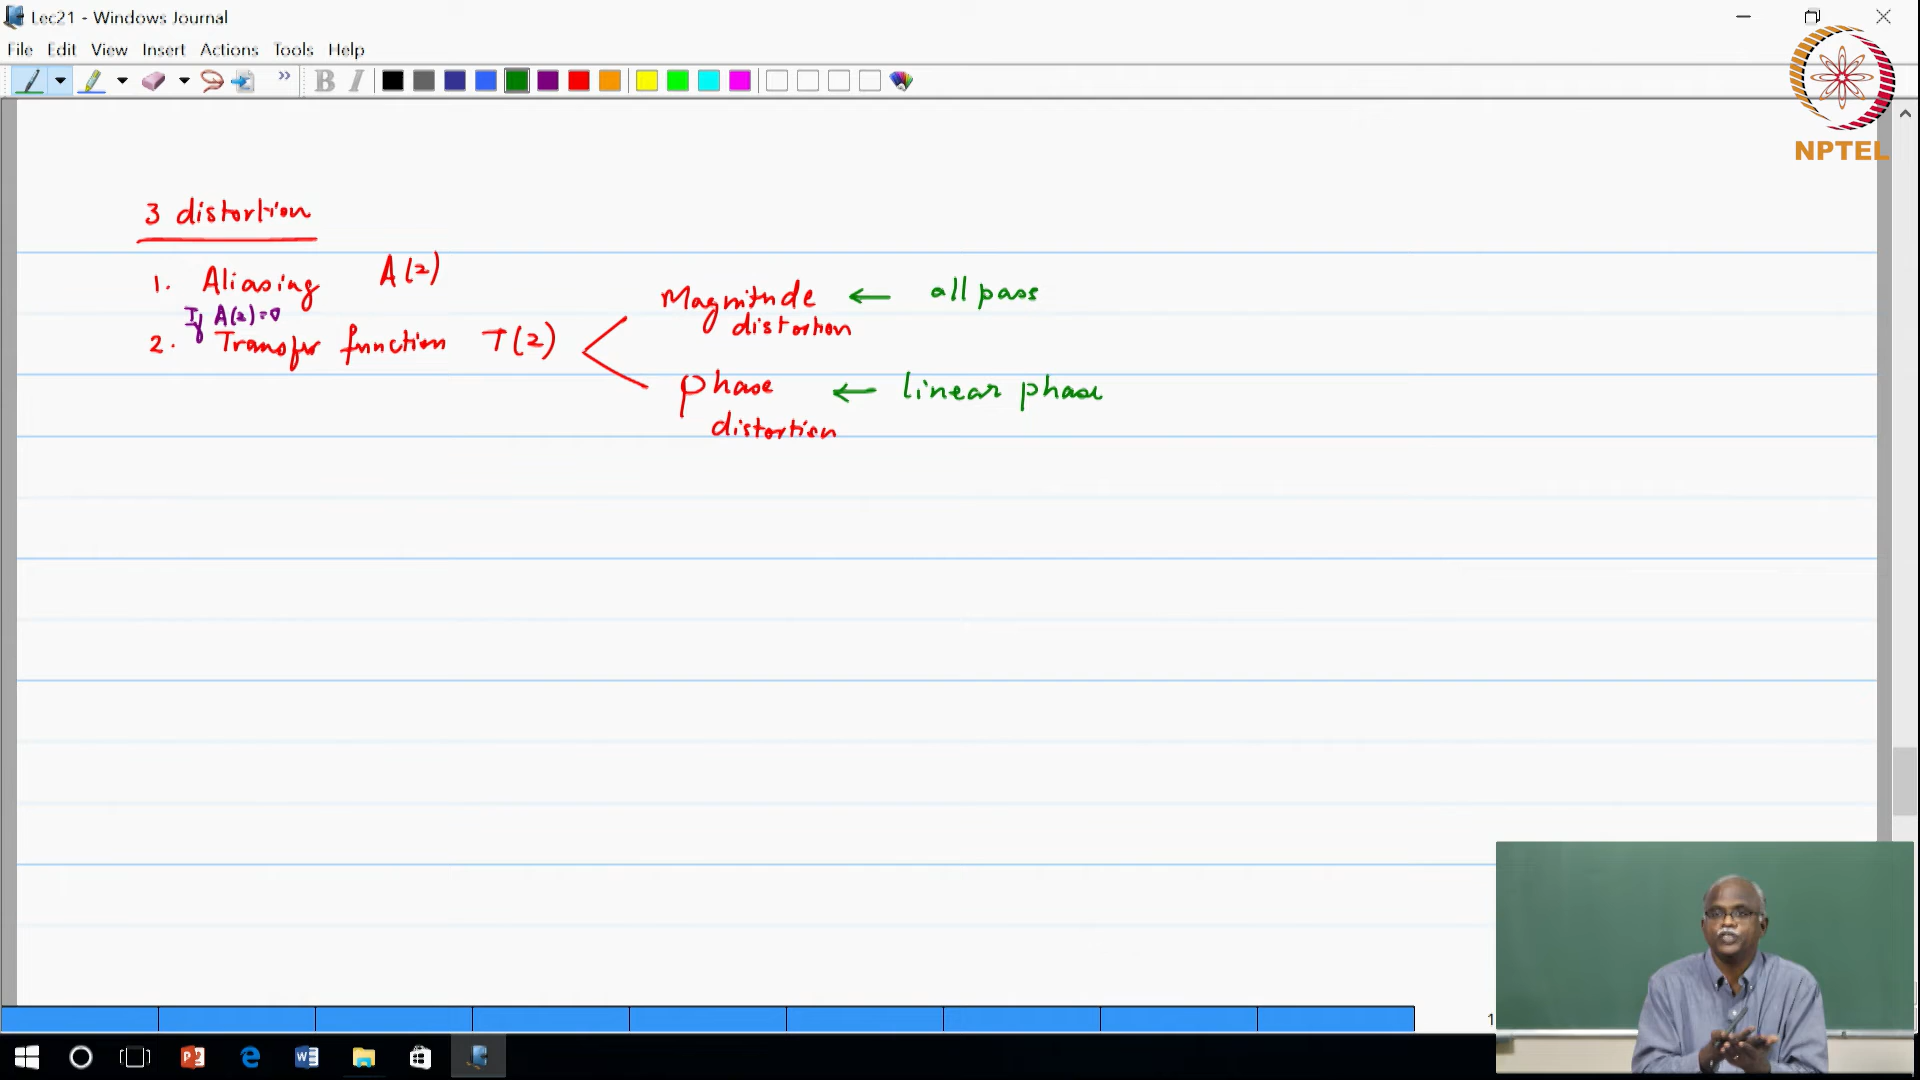 Lec21 - Windows Journal
File Edit View Insert Actions Tools Help
NPTEL
3 distortion
1. Aliasing A(z)
If A(z)=0
2. Transfer function T(z)
Magnitude distortion ← all pass
phase distortion ← linear phase
1